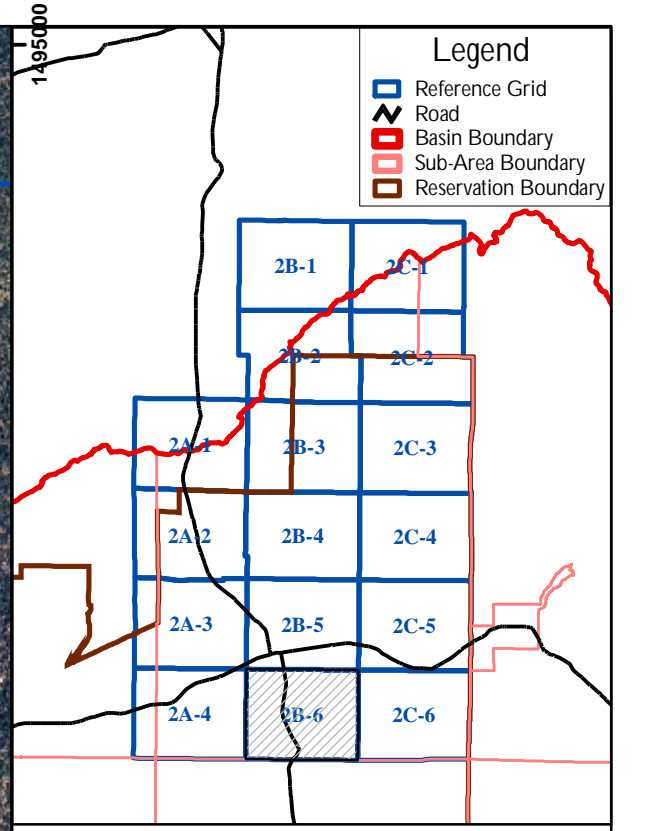 1495000
Legend
Reference Grid
Road
Basin Boundary
Sub-Area Boundary
Reservation Boundary
2B-1
2C-1
2B-2
2C-2
2A-1
2B-3
2C-3
2A-2
2B-4
2C-4
2A-3
2B-5
2C-5
2A-4
2B-6
2C-6